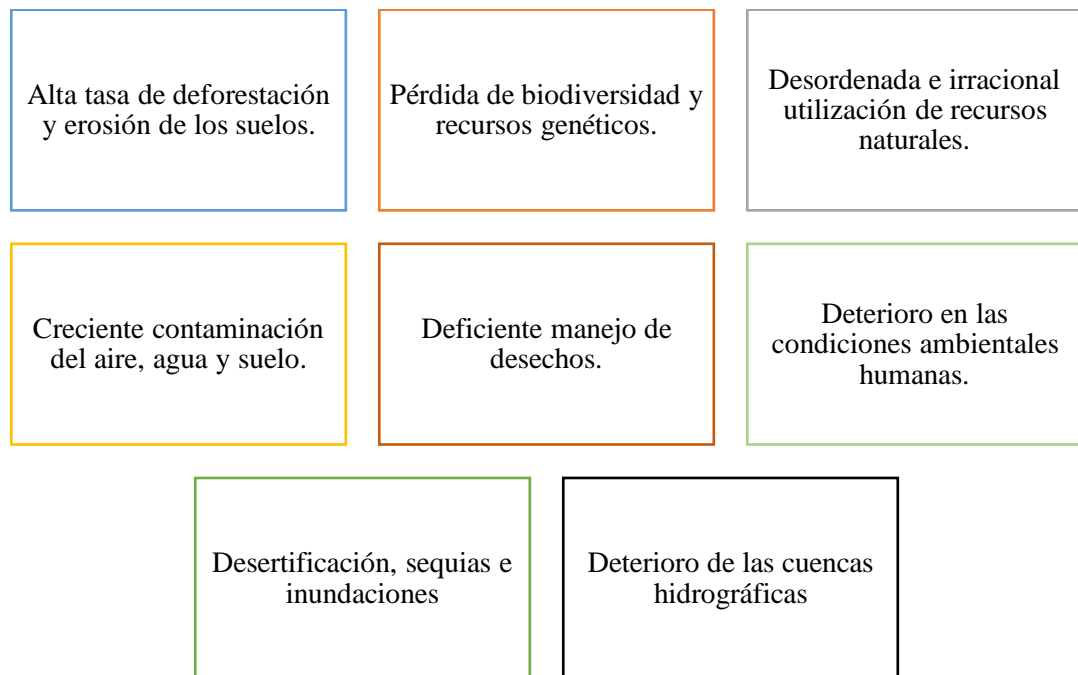 Alta tasa de deforestación
y erosión de los suelos.
Pérdida de biodiversidad y
recursos genéticos.
Desordenada e irracional
utilización de recursos
naturales.
Creciente contaminación
del aire, agua y suelo.
Deficiente manejo de
desechos.
Deterioro en las
condiciones ambientales
humanas.
Desertificación, sequias e
inundaciones
Deterioro de las cuencas
hidrográficas